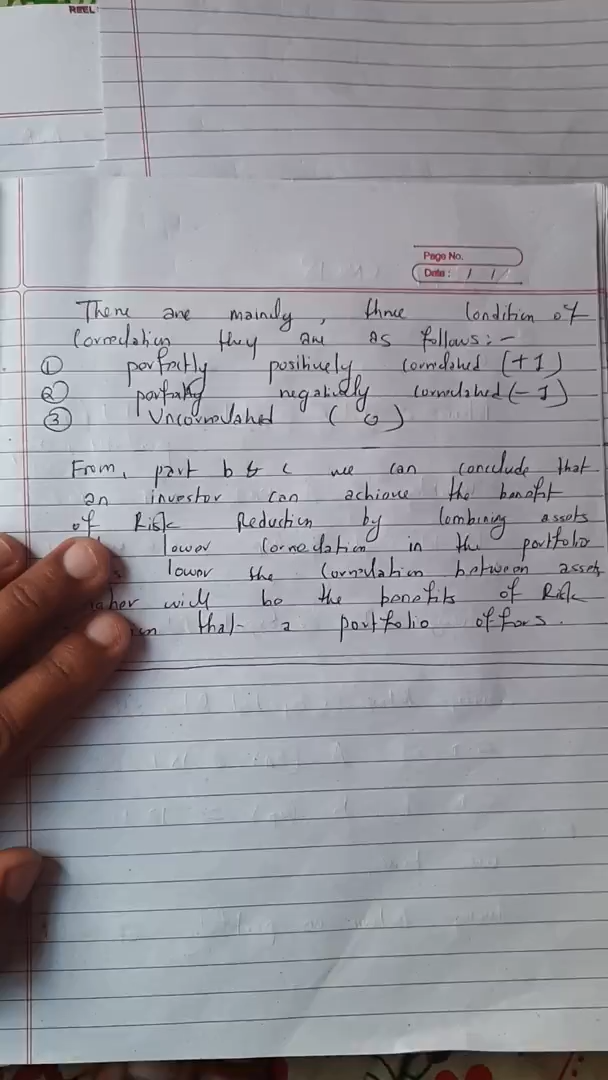 REEL
Page No.
Date : / /
There are mainly, three condition of
Correlation they are as follows:-
① perfectly positively correlated (+1)
② perfectly negatively correlated (-1)
③ Uncorrelated (0)
From, part b & c we can conclude that
an investor can achieve the benefit
of Risk Reduction by combining assets
lower correlation in the portfolio
lower the correlation between assets
will be the benefits of Risk
that a portfolio offers.